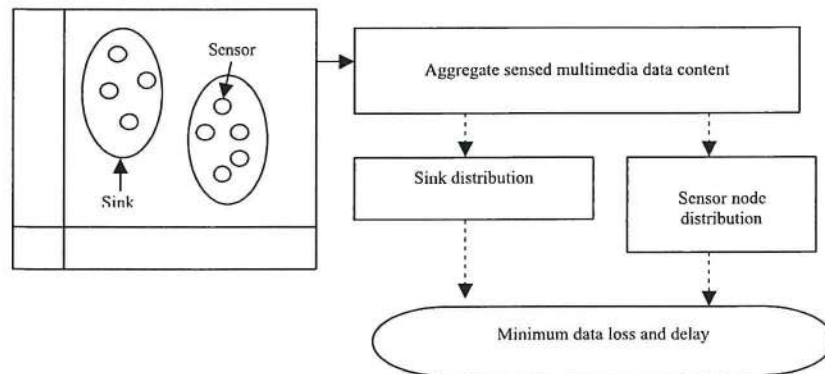 Sensor
Sink
Aggregate sensed multimedia data content
Sink distribution
Sensor node
distribution
Minimum data loss and delay